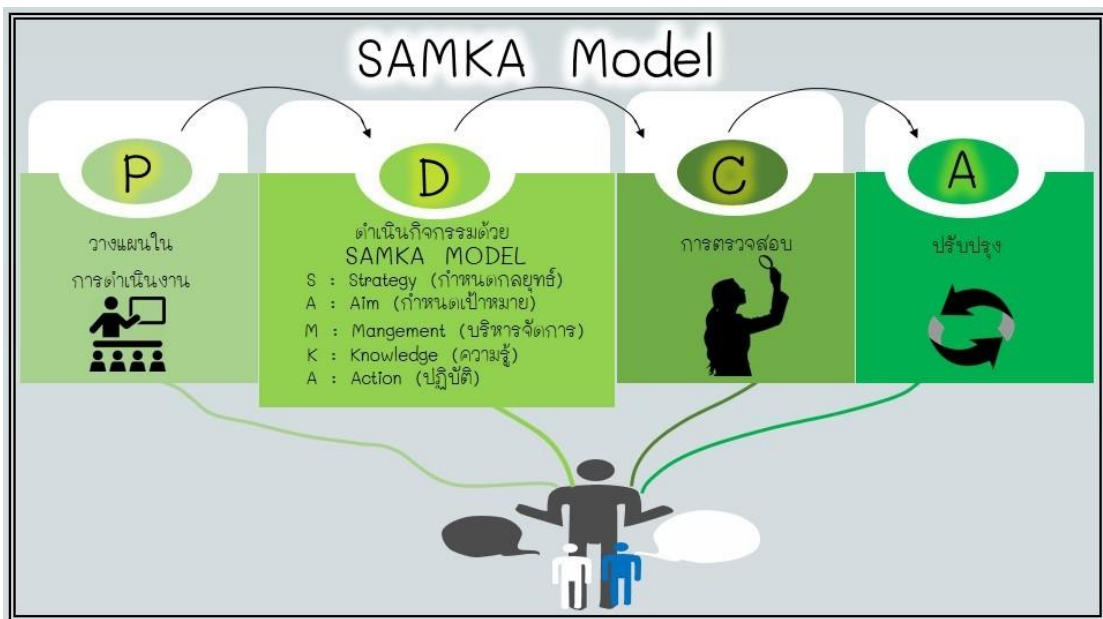 SAMKA Model
P
วางแผนใน
การดำเนินงาน
D
ดำเนินกิจกรรมด้วย
SAMKA MODEL
S : Strategy (กำหนดกลยุทธ์)
A : Aim (กำหนดเป้าหมาย)
M : Mangement (บริหารจัดการ)
K : Knowledge (ความรู้)
A : Action (ปฏิบัติ)
C
การตรวจสอบ
A
ปรับปรุง